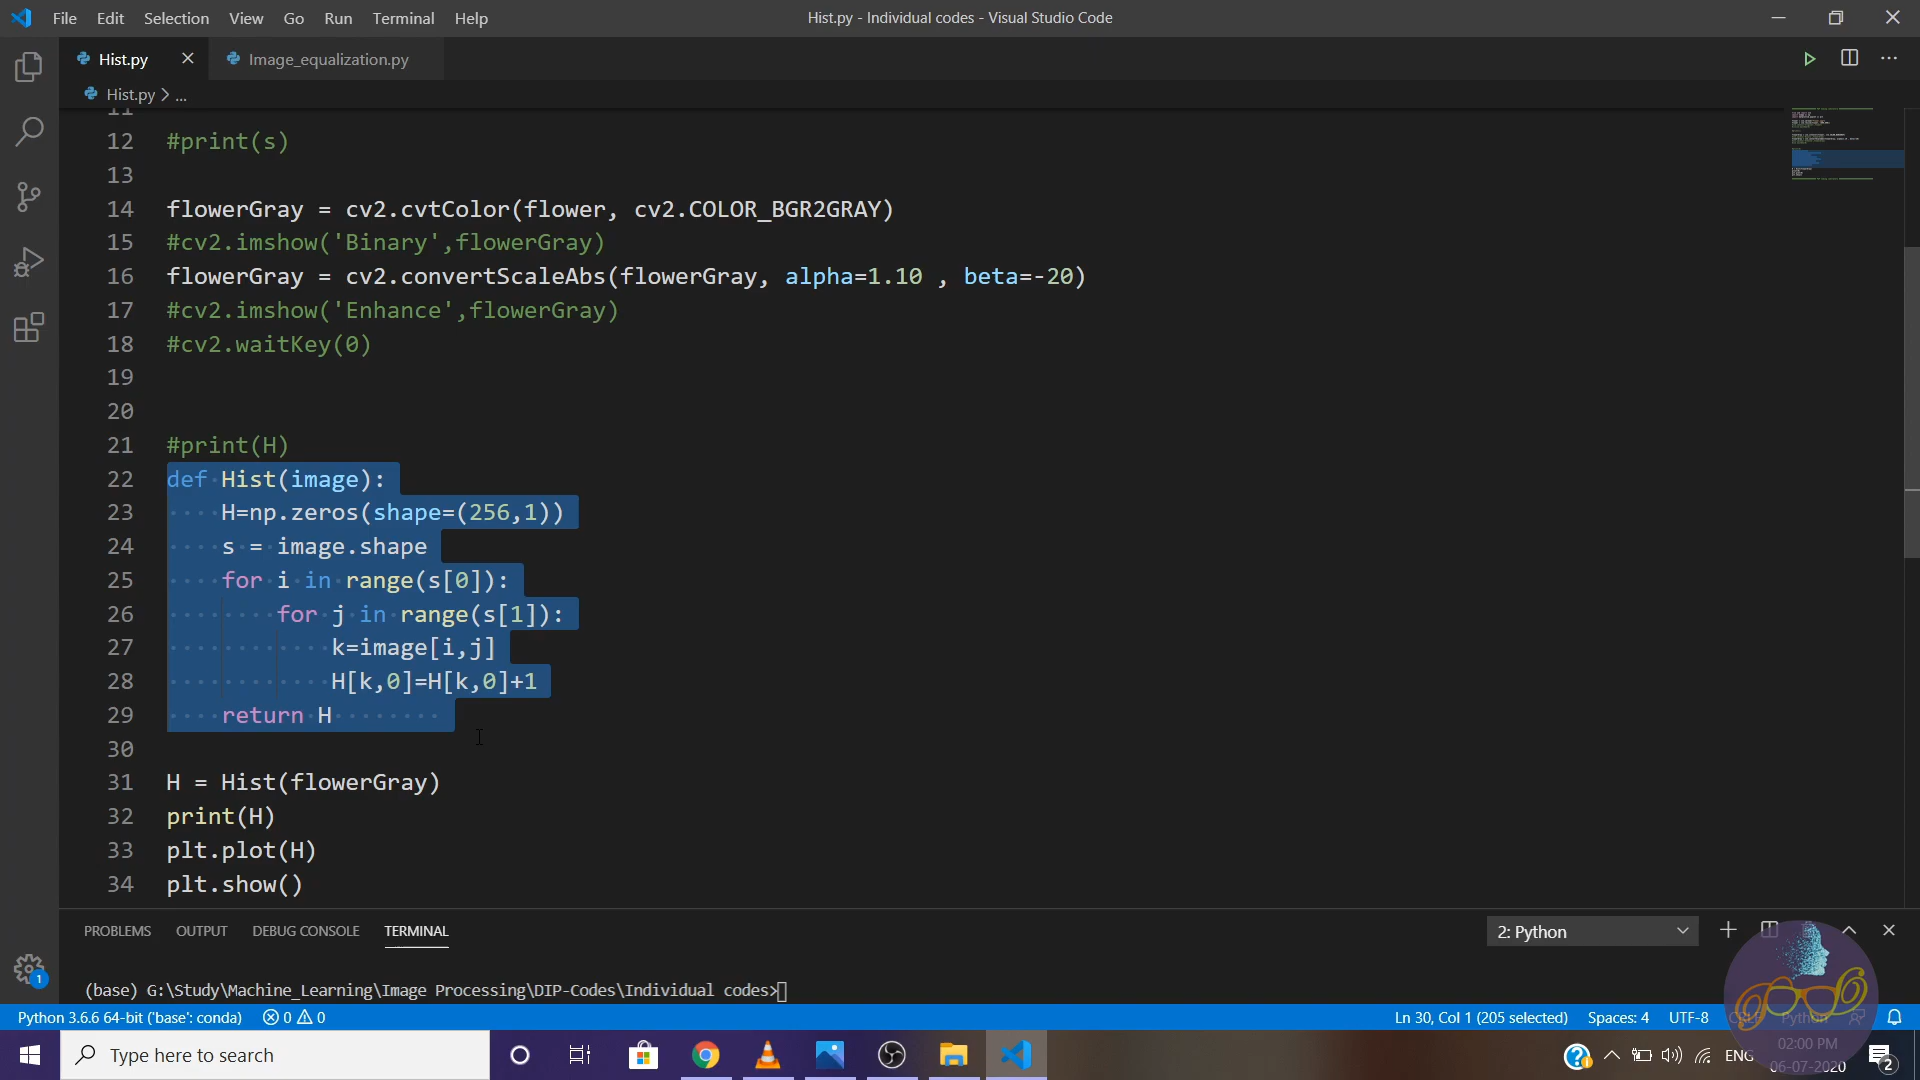 File Edit Selection View Go Run Terminal Help
Hist.py - Individual codes - Visual Studio Code
Hist.py
Image_equalization.py
Hist.py > ...
11
12 #print(s)
13
14 flowerGray = cv2.cvtColor(flower, cv2.COLOR_BGR2GRAY)
15 #cv2.imshow('Binary',flowerGray)
16 flowerGray = cv2.convertScaleAbs(flowerGray, alpha=1.10 , beta=-20)
17 #cv2.imshow('Enhance',flowerGray)
18 #cv2.waitKey(0)
19
20
21 #print(H)
22 def Hist(image):
23 H=np.zeros(shape=(256,1))
24 s = image.shape
25 for i in range(s[0]):
26 for j in range(s[1]):
27 k=image[i,j]
28 H[k,0]=H[k,0]+1
29 return H
30
31 H = Hist(flowerGray)
32 print(H)
33 plt.plot(H)
34 plt.show()
PROBLEMS OUTPUT DEBUG CONSOLE TERMINAL
2: Python
(base) G:\Study\Machine_Learning\Image Processing\DIP-Codes\Individual codes>
1
Python 3.6.6 64-bit ('base': conda) 0 0
Ln 30, Col 1 (205 selected) Spaces: 4 UTF-8 CRLF Python
Type here to search
ENG
02:00 PM
06-07-2020
2